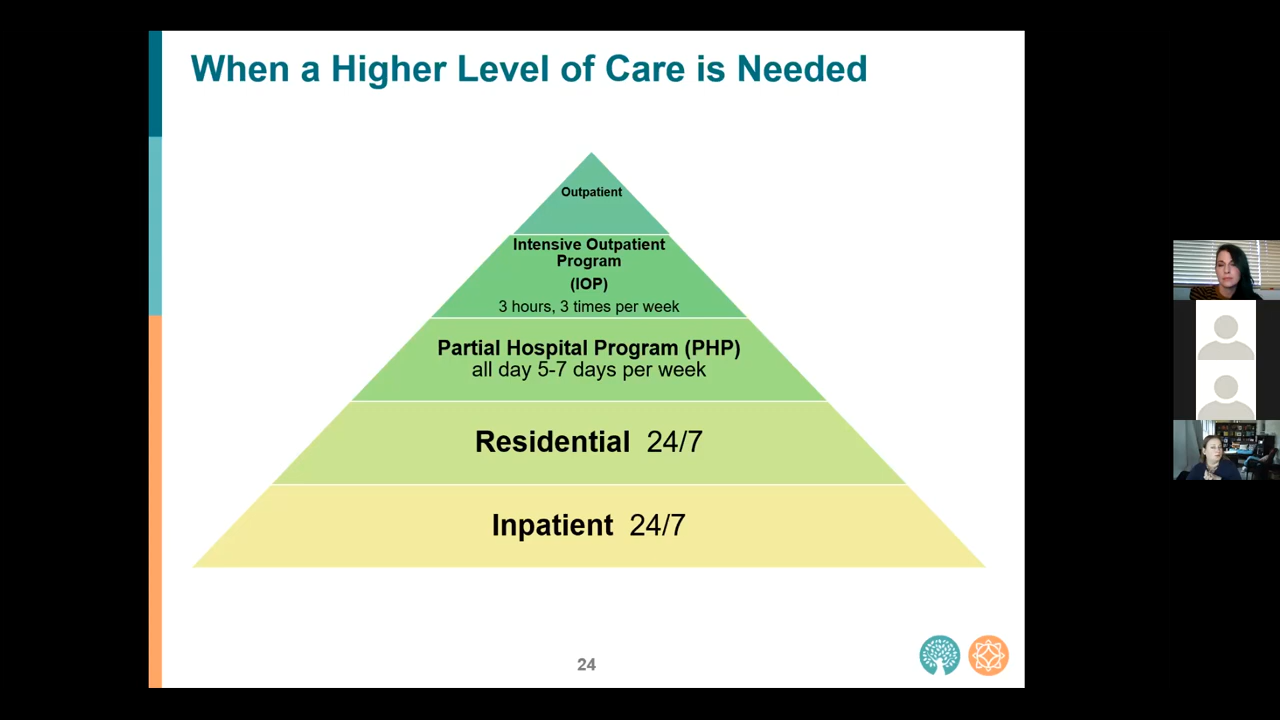 When a Higher Level of Care is Needed
Outpatient
Intensive Outpatient
Program
(IOP)
3 hours, 3 times per week
Partial Hospital Program (PHP)
all day 5-7 days per week
Residential 24/7
Inpatient 24/7
24